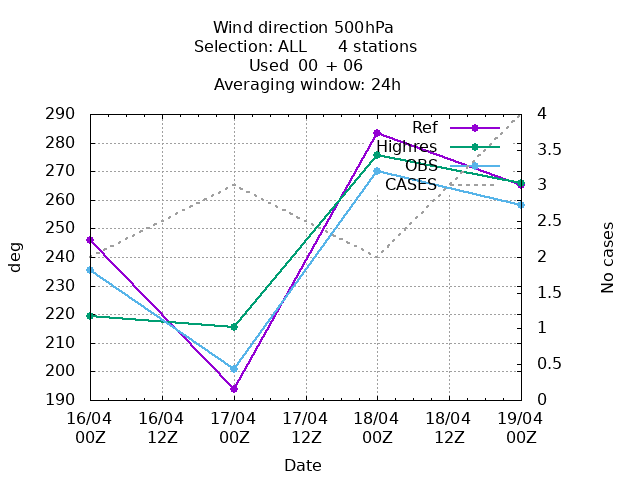 Wind direction 500hPa
Selection: ALL 4 stations
Used 00 + 06
Averaging window: 24h
290
280
270
260
250
240
230
220
210
200
190
deg
4
3.5
3
2.5
2
1.5
1
0.5
0
No cases
Ref
Highres
OBS
CASES
16/04 16/04 17/04 17/04 18/04 18/04 19/04
00Z 12Z 00Z 12Z 00Z 12Z 00Z
Date